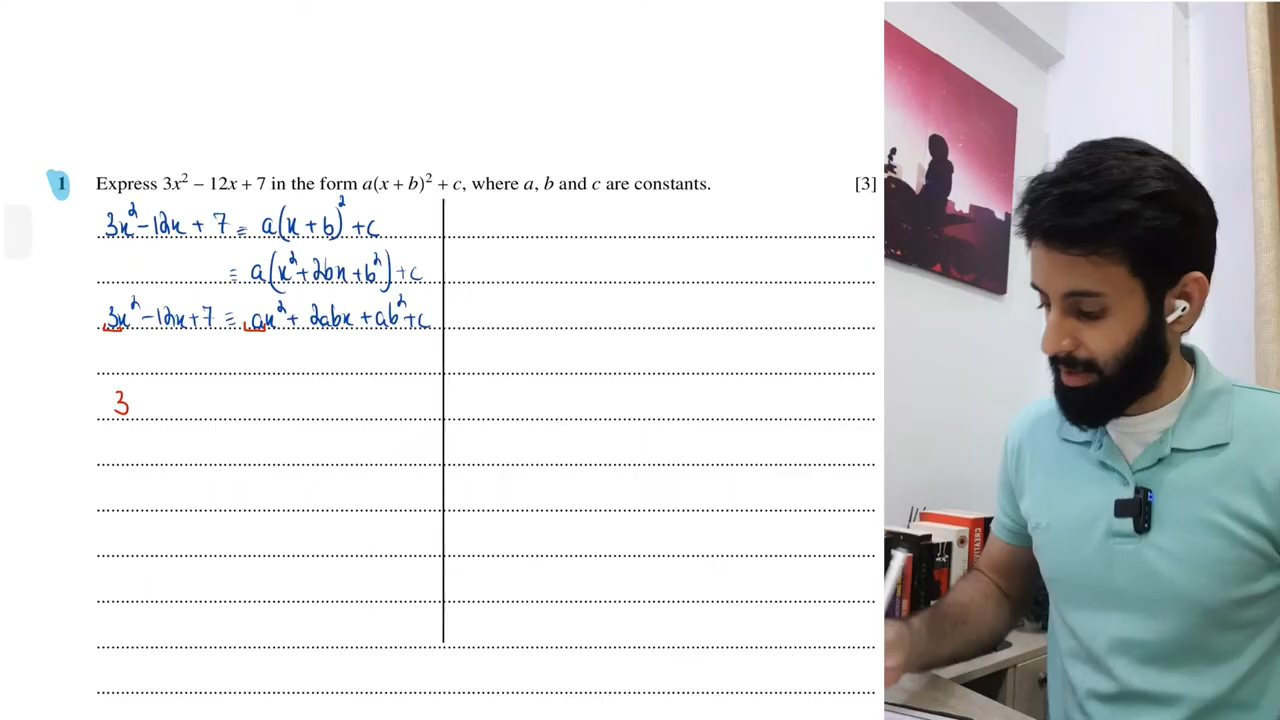 1 Express 3x² − 12x + 7 in the form a(x + b)² + c, where a, b and c are constants. [3]
3x² - 12x + 7 ≡ a(x + b)² + c
≡ a(x² + 2bx + b²) + c
3x² - 12x + 7 ≡ ax² + 2abx + ab² + c
3